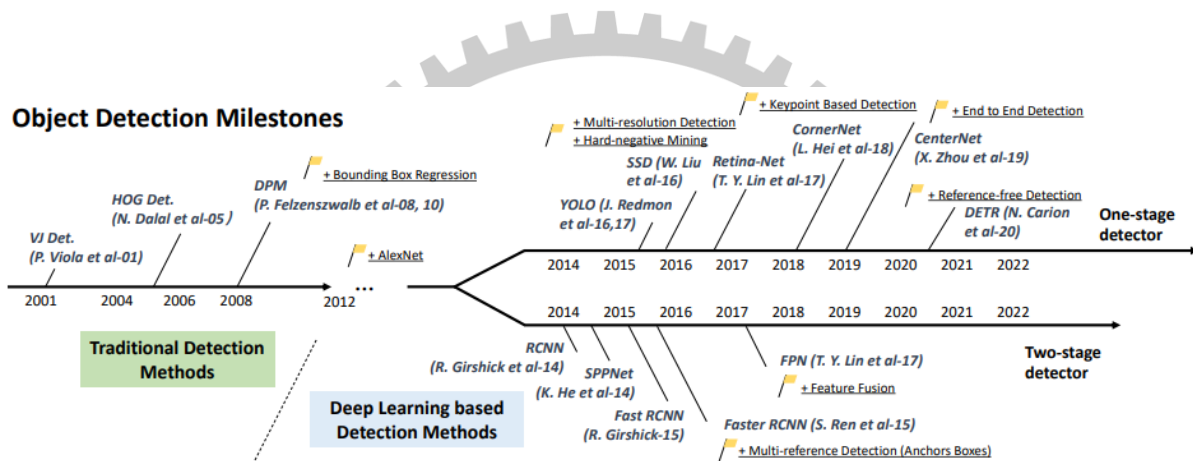 Object Detection Milestones
+ Multi-resolution Detection
+ Hard-negative Mining
+ Keypoint Based Detection
+ End to End Detection
+ Bounding Box Regression
+ AlexNet
+ Reference-free Detection
VJ Det.
(P. Viola et al-01)
HOG Det.
(N. Dalal et al-05)
DPM
(P. Felzenszwalb et al-08, 10)
YOLO (J. Redmon
et al-16,17)
SSD (W. Liu
et al-16)
Retina-Net
(T. Y. Lin et al-17)
CornerNet
(L. Hei et al-18)
CenterNet
(X. Zhou et al-19)
DETR (N. Carion
et al-20)
One-stage
detector
2001 2004 2006 2008 2012 ...
2014 2015 2016 2017 2018 2019 2020 2021 2022
2014 2015 2016 2017 2018 2019 2020 2021 2022
Two-stage
detector
Traditional Detection
Methods
Deep Learning based
Detection Methods
RCNN
(R. Girshick et al-14)
SPPNet
(K. He et al-14)
Fast RCNN
(R. Girshick-15)
Faster RCNN (S. Ren et al-15)
+ Multi-reference Detection (Anchors Boxes)
FPN (T. Y. Lin et al-17)
+ Feature Fusion